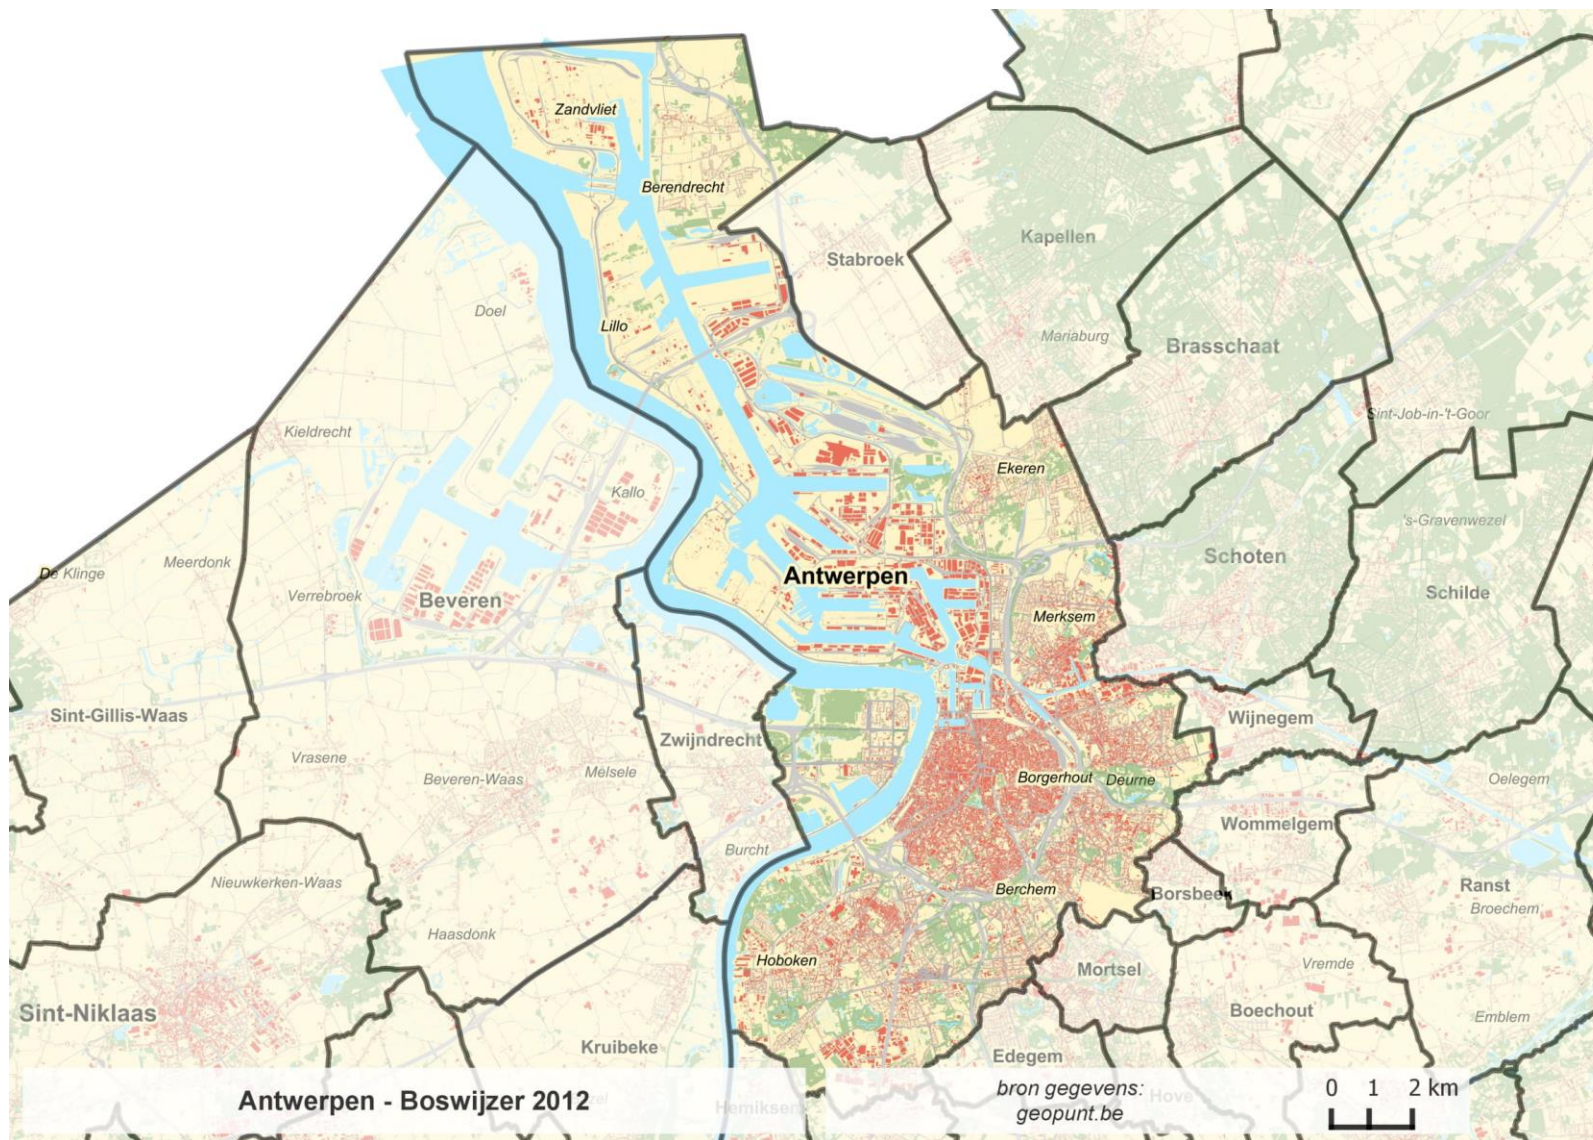 Zandvliet
Berendrecht
Kapellen
Stabroek
Doel
Lillo
Mariaburg
Brasschaat
Sint-Job-in-'t-Goor
Kieldrecht
Ekeren
Kallo
's-Gravenwezel
Schoten
Meerdonk
De Klinge
Antwerpen
Verrebroek
Beveren
Schilde
Merksem
Sint-Gillis-Waas
Wijnegem
Zwijndrecht
Vrasene
Beveren-Waas
Melsele
Borgerhout
Deurne
Oelegem
Wommelgem
Burcht
Nieuwkerken-Waas
Berchem
Borsbeek
Ranst
Broechem
Haasdonk
Hoboken
Mortsel
Vremde
Sint-Niklaas
Boechout
Emblem
Kruibeke
Edegem
Antwerpen - Boswijzer 2012
bron gegevens:
geopunt.be
0 1 2 km
Hove